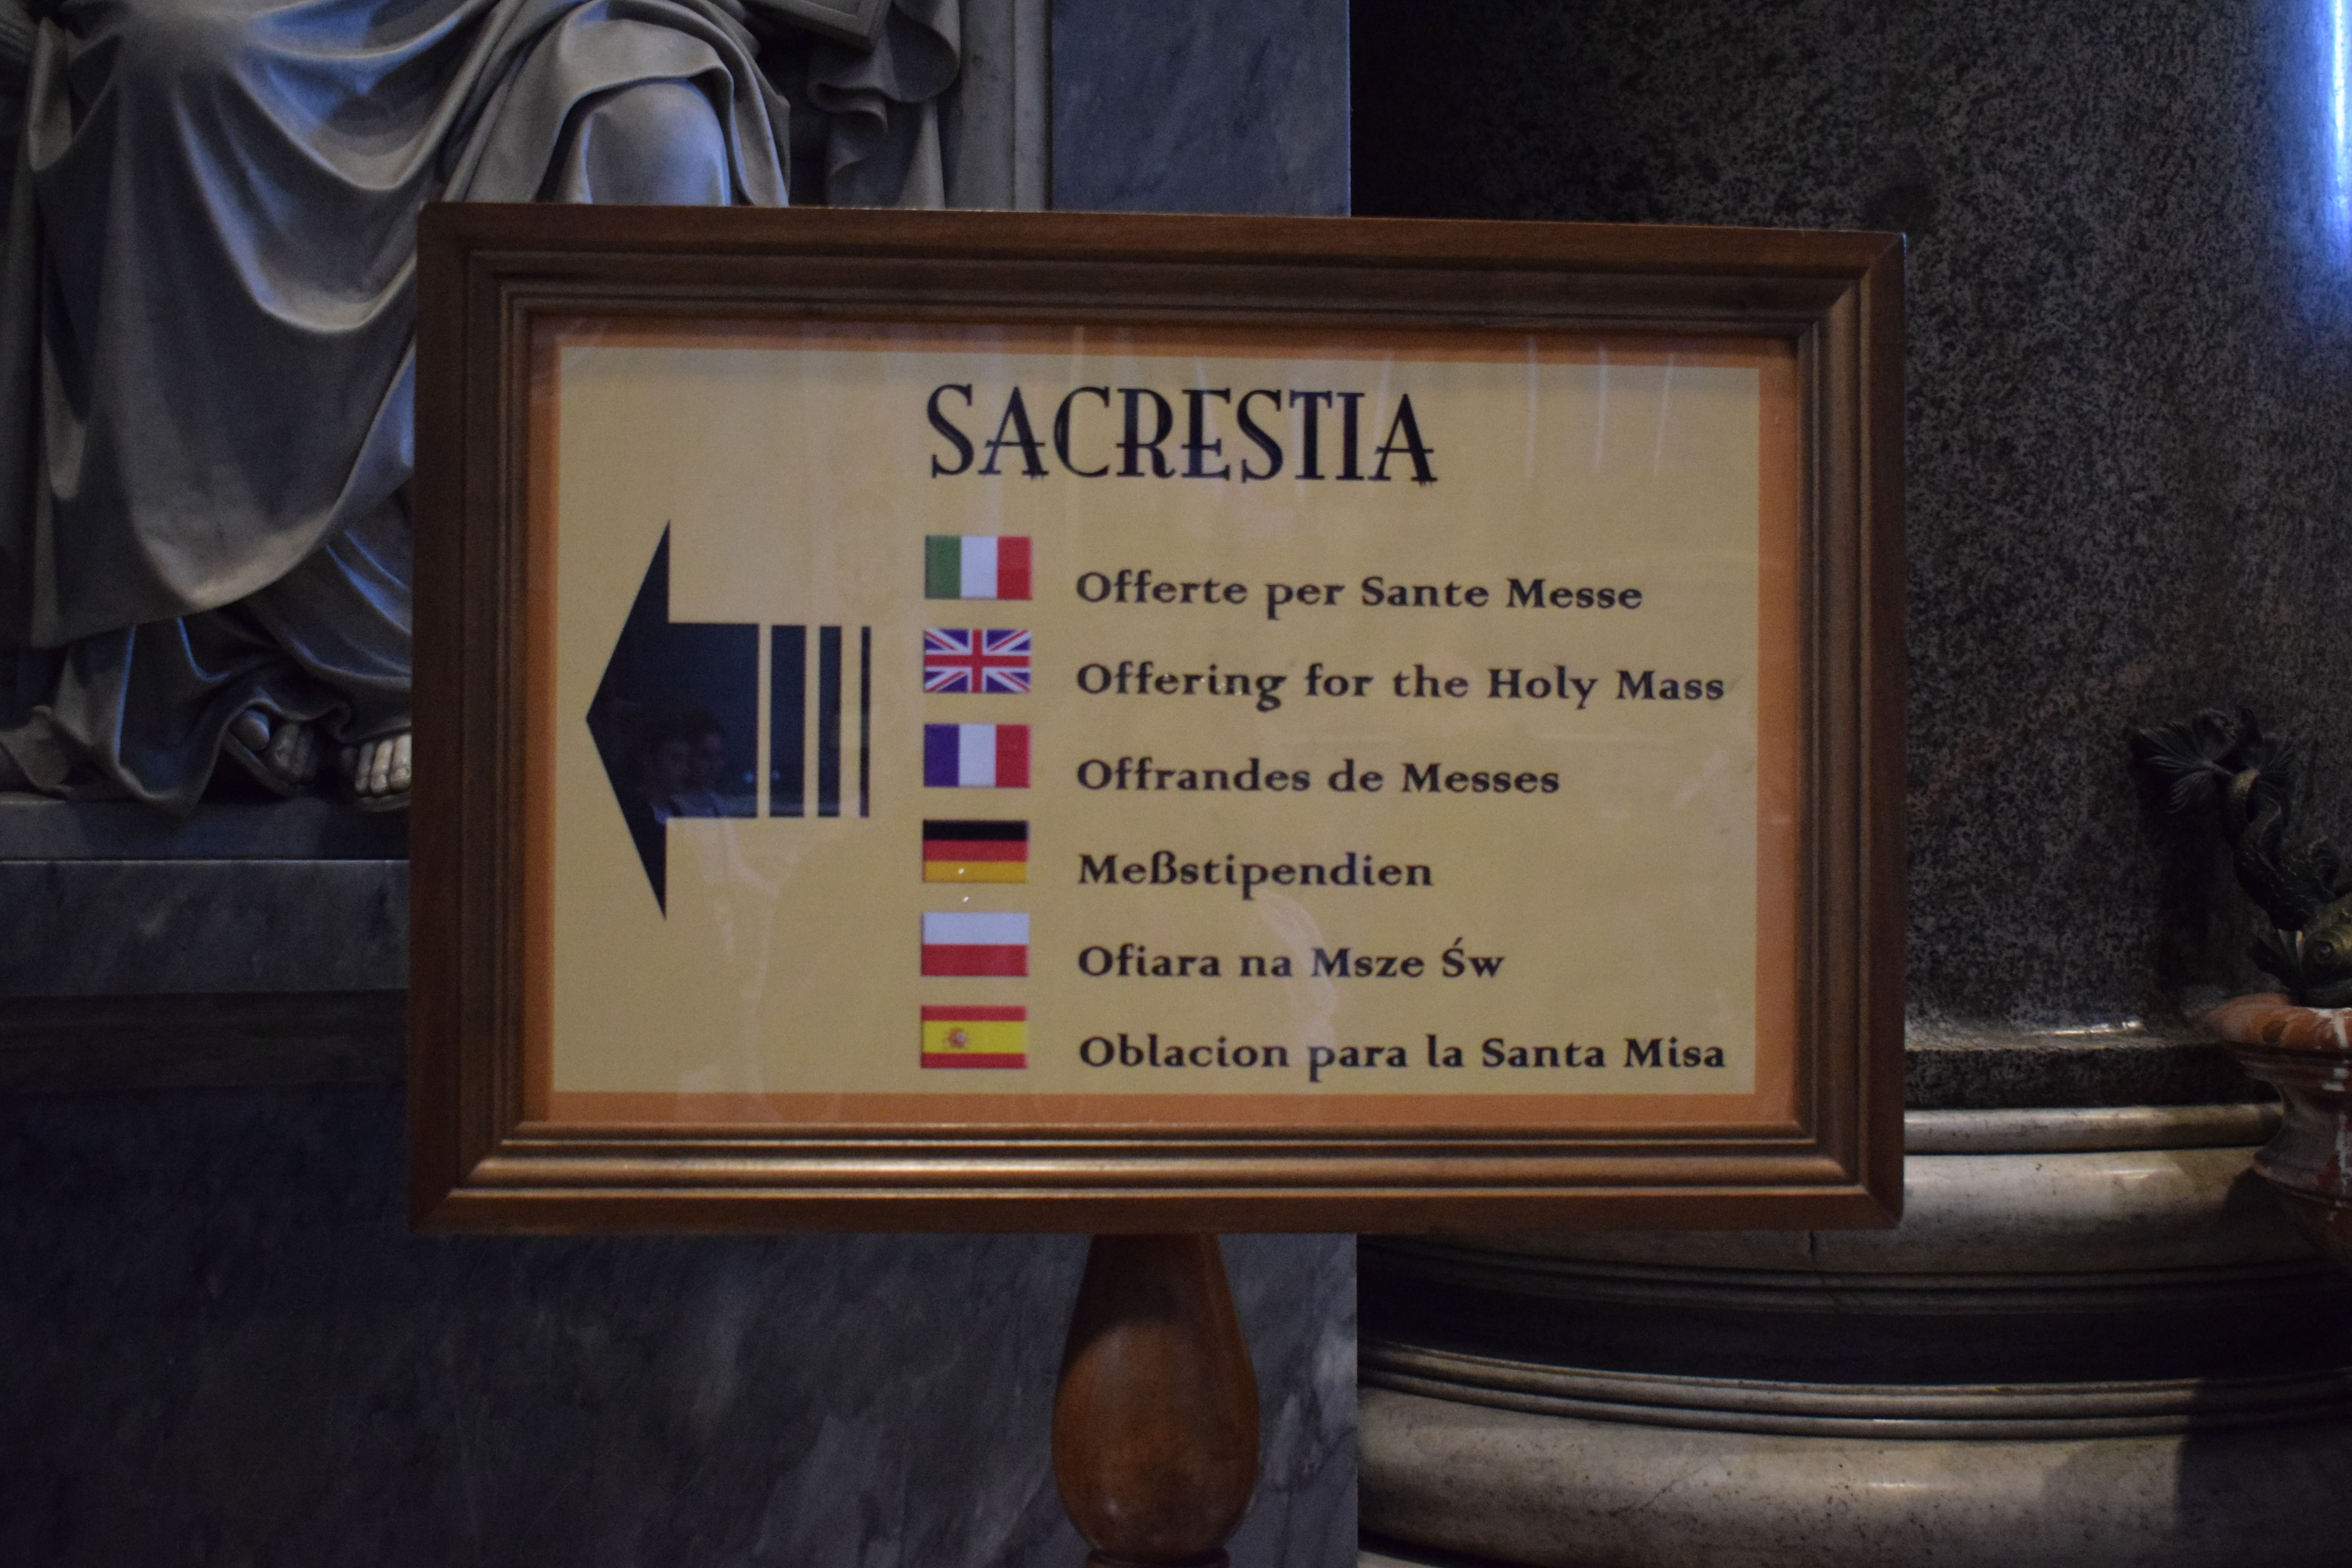 SACRESTIA
Offerte per Sante Messe
Offering for the Holy Mass
Offrandes de Messes
Meßstipendien
Ofiara na Msze Św
Oblacion para la Santa Misa